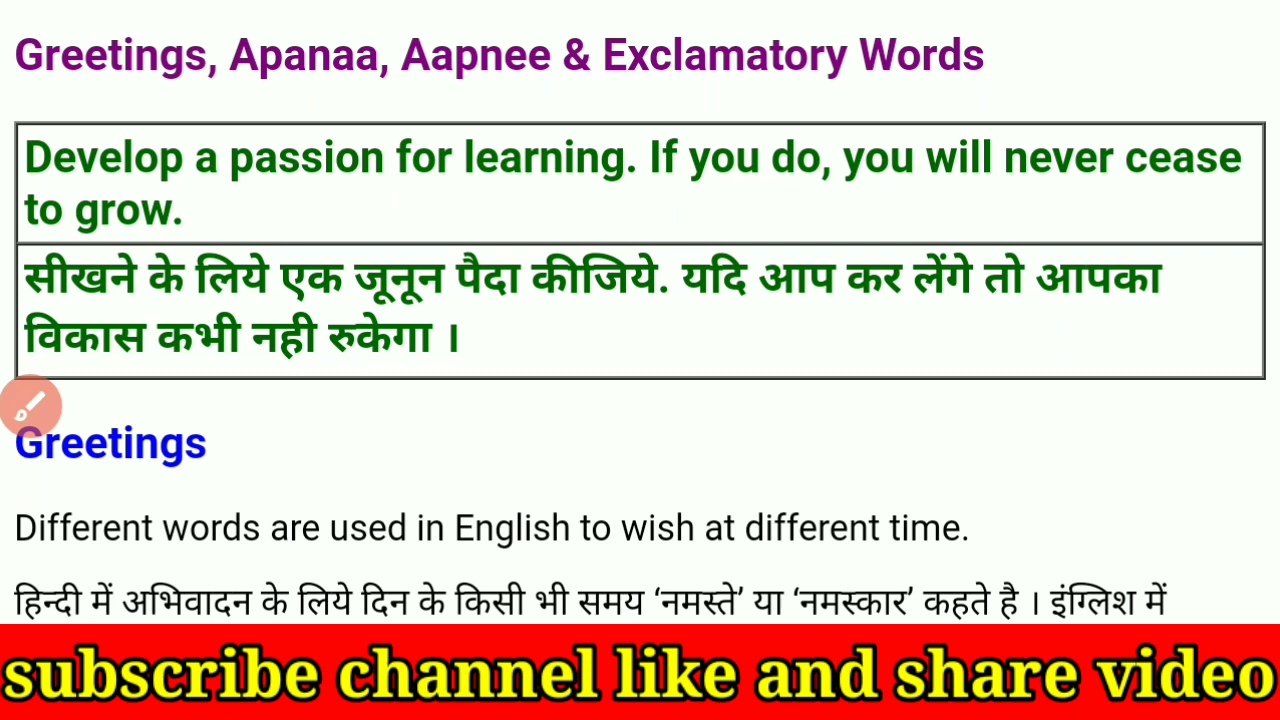 Greetings, Apanaa, Aapnee & Exclamatory Words
Develop a passion for learning. If you do, you will never cease
to grow.
सीखने के लिये एक जूनून पैदा कीजिये. यदि आप कर लेंगे तो आपका
विकास कभी नही रुकेगा ।
Greetings
Different words are used in English to wish at different time.
हिन्दी में अभिवादन के लिये दिन के किसी भी समय ‘नमस्ते’ या ‘नमस्कार’ कहते है । इंग्लिश में
subscribe channel like and share video